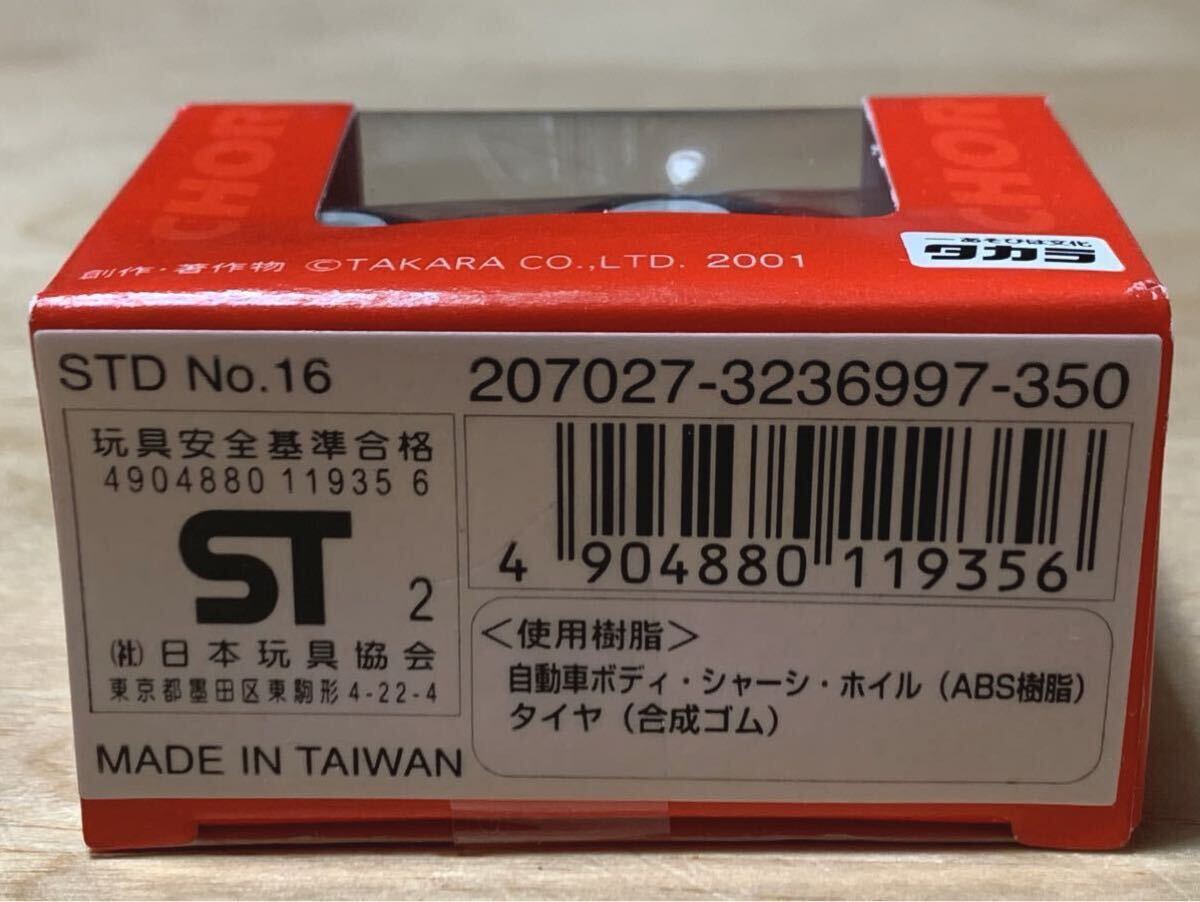 CHOR
CHOR
創作・著作物 ©TAKARA CO.,LTD. 2001
―あそびは文化
タカラ
STD No.16
207027-3236997-350
玩具安全基準合格
4904880 11935 6
ST 2
㈳日本玩具協会
東京都墨田区東駒形4-22-4
MADE IN TAIWAN
4 904880 119356
＜使用樹脂＞
自動車ボディ・シャーシ・ホイル（ABS樹脂）
タイヤ（合成ゴム）